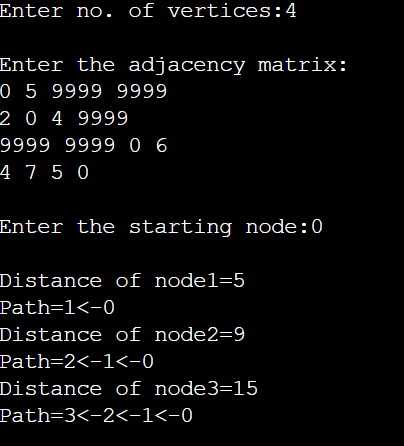 Enter no. of vertices:4
Enter the adjacency matrix:
0 5 9999 9999
2 0 4 9999
9999 9999 0 6
4 7 5 0
Enter the starting node:0
Distance of node1=5
Path=1<-0
Distance of node2=9
Path=2<-1<-0
Distance of node3=15
Path=3<-2<-1<-0